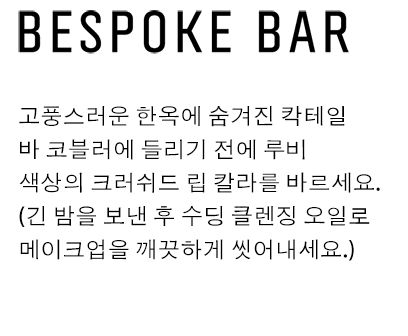 BESPOKE BAR
고풍스러운 한옥에 숨겨진 칵테일
바 코블러에 들리기 전에 루비
색상의 크러쉬드 립 칼라를 바르세요.
(긴 밤을 보낸 후 수딩 클렌징 오일로
메이크업을 깨끗하게 씻어내세요.)